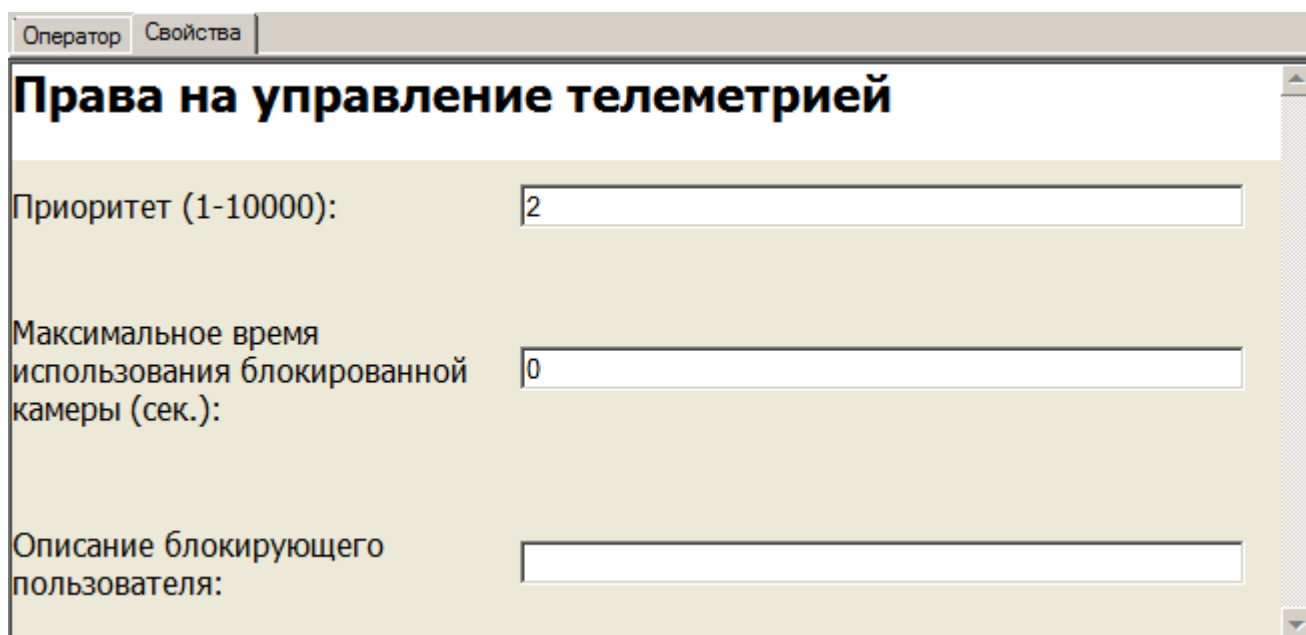 Оператор Свойства
Права на управление телеметрией
Приоритет (1-10000): 2
Максимальное время
использования блокированной 0
камеры (сек.):
Описание блокирующего
пользователя: